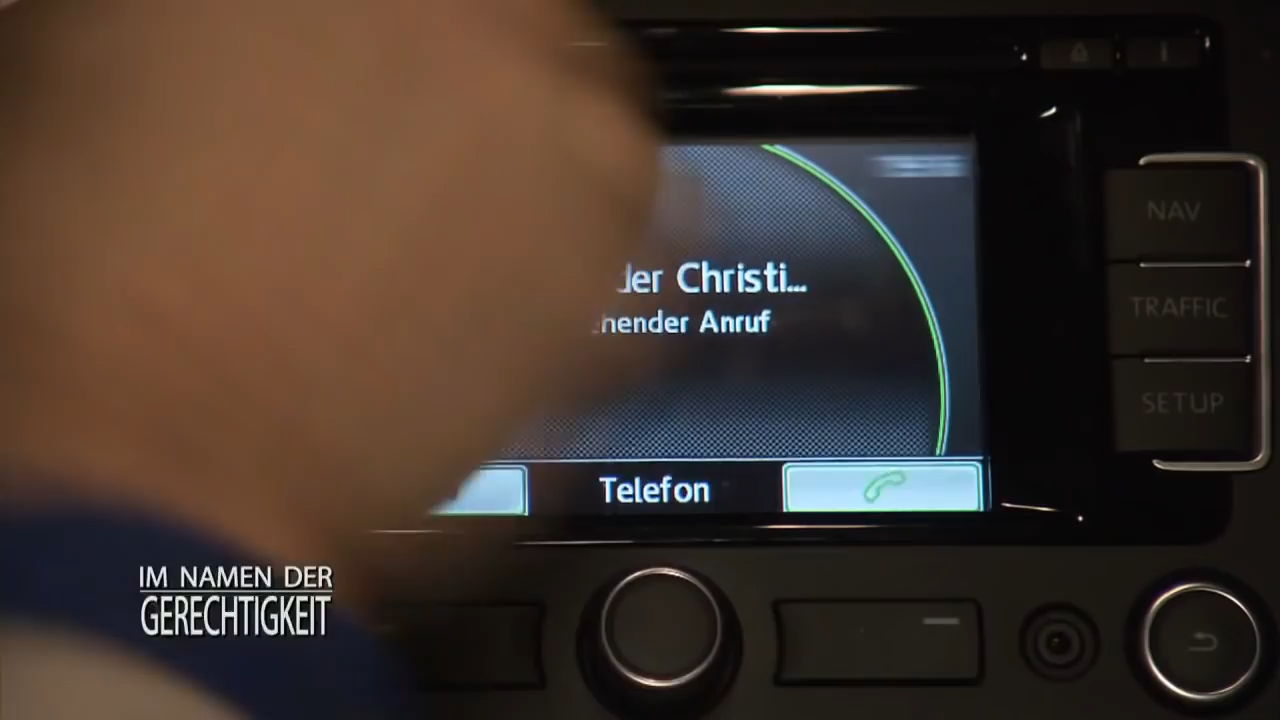 der Christi...
hender Anruf
Telefon
NAV
TRAFFIC
SETUP
IM NAMEN DER
GERECHTIGKEIT